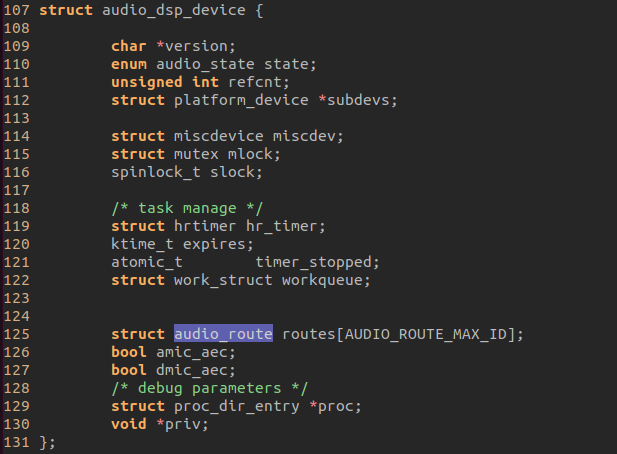 107 struct audio_dsp_device {
108
109         char *version;
110         enum audio_state state;
111         unsigned int refcnt;
112         struct platform_device *subdevs;
113
114         struct miscdevice miscdev;
115         struct mutex mlock;
116         spinlock_t slock;
117
118         /* task manage */
119         struct hrtimer hr_timer;
120         ktime_t expires;
121         atomic_t        timer_stopped;
122         struct work_struct workqueue;
123
124
125         struct audio_route routes[AUDIO_ROUTE_MAX_ID];
126         bool amic_aec;
127         bool dmic_aec;
128         /* debug parameters */
129         struct proc_dir_entry *proc;
130         void *priv;
131 };